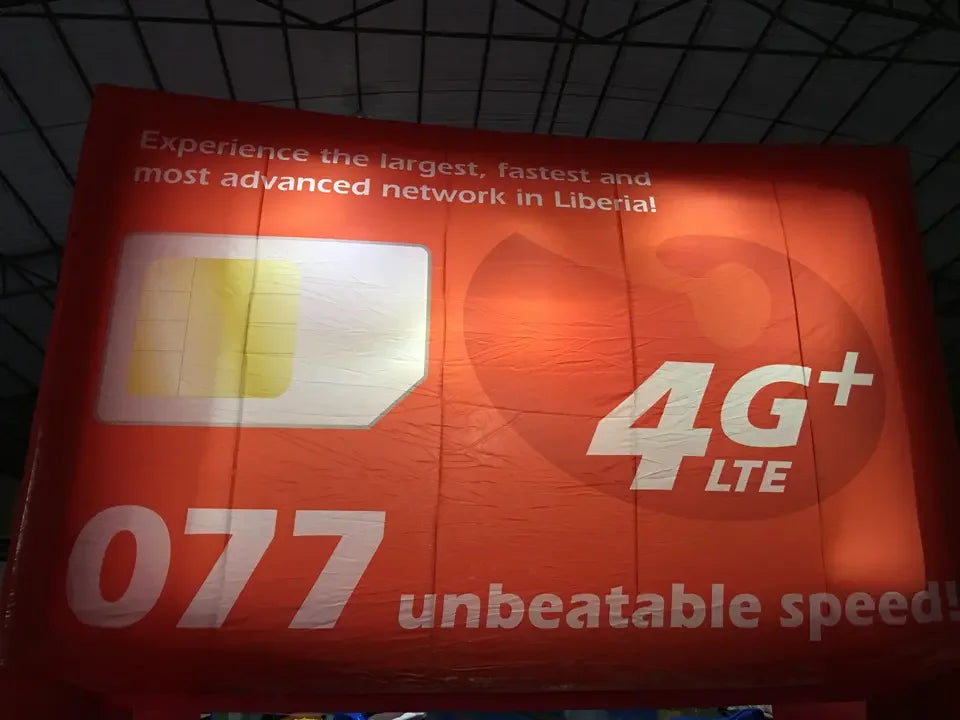 Experience the largest, fastest and
most advanced network in Liberia!
4G+
LTE
077 unbeatable speed!